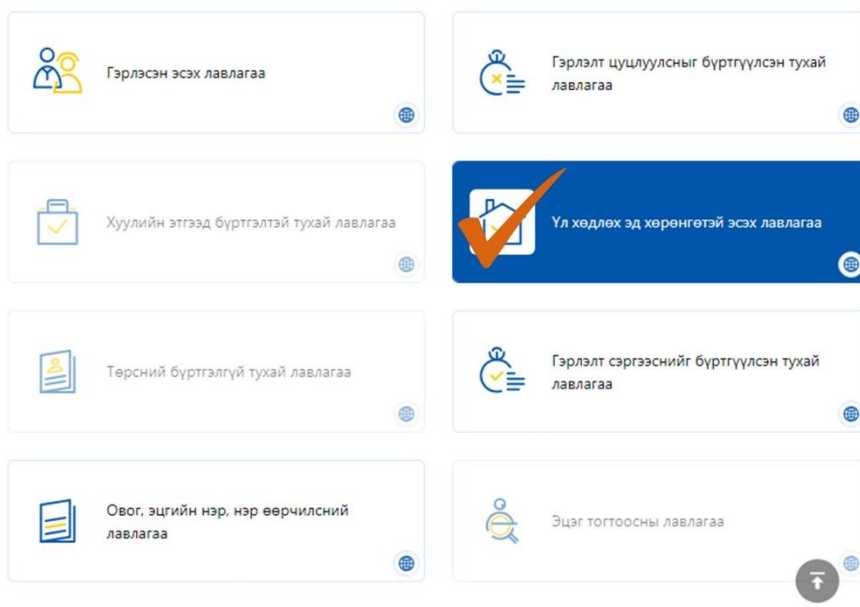 Гэрлэсэн эсэх лавлагаа
Гэрлэлт цуцлуулсныг бүртгүүлсэн тухай
лавлагаа
Хуулийн этгээд бүртгэлтэй тухай лавлагаа
Үл хөдлөх эд хөрөнгөтэй эсэх лавлагаа
Төрсний бүртгэлгүй тухай лавлагаа
Гэрлэлт сэргээснийг бүртгүүлсэн тухай
лавлагаа
Овог, эцгийн нэр, нэр өөрчилсний
лавлагаа
Эцэг тогтоосны лавлагаа